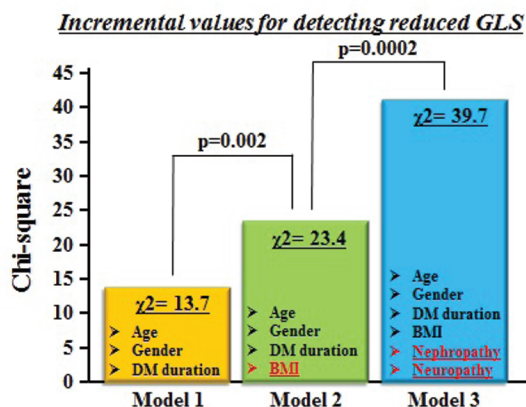 Incremental values for detecting reduced GLS
p=0.0002
p=0.002
Chi-square
45
40
35
30
25
20
15
10
5
0
χ2= 13.7
➤ Age
➤ Gender
➤ DM duration
χ2= 23.4
➤ Age
➤ Gender
➤ DM duration
➤ BMI
χ2= 39.7
➤ Age
➤ Gender
➤ DM duration
➤ BMI
➤ Nephropathy
➤ Neuropathy
Model 1 Model 2 Model 3